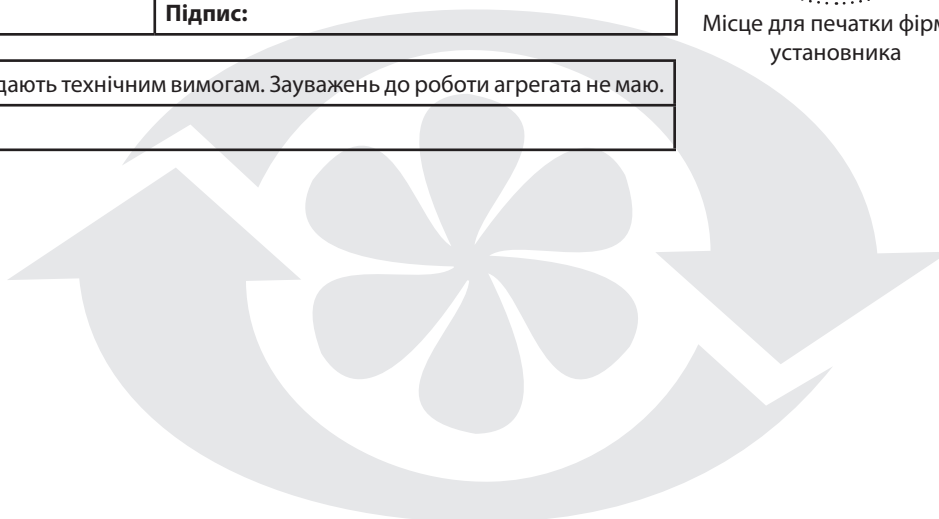 Підпис:
Місце для печатки фірм
установника
дають технічним вимогам. Зауважень до роботи агрегата не маю.